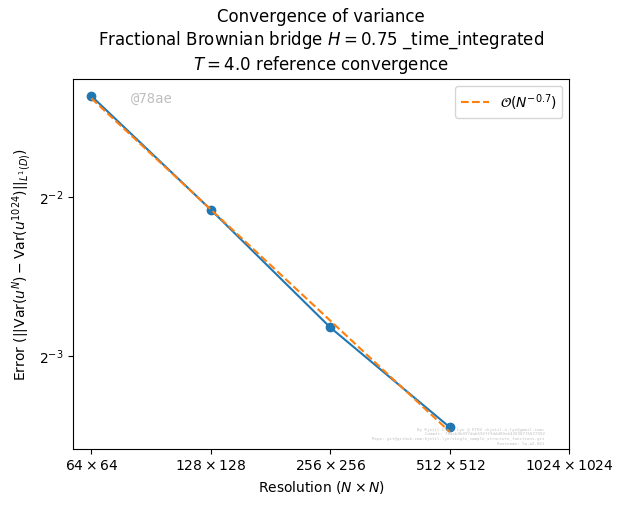 Convergence of variance
Fractional Brownian bridge H = 0.75 _time_integrated
T = 4.0 reference convergence
@78ae
O(N^{-0.7})
Error (||Var(u^N) − Var(u^{1024})||_{L^1(D)})
2^{-2}
2^{-3}
64 × 64
128 × 128
256 × 256
512 × 512
1024 × 1024
Resolution (N × N)